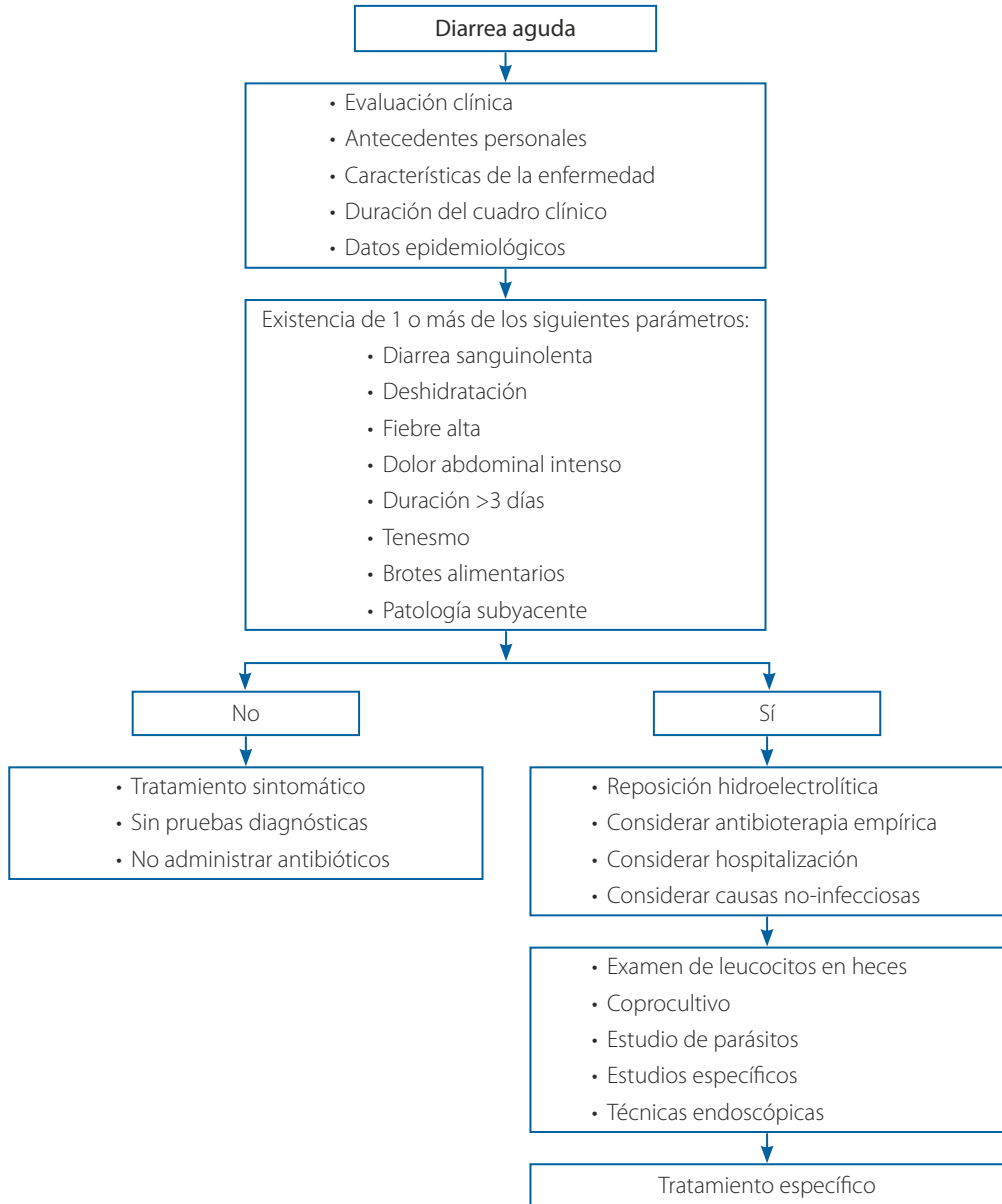 Diarrea aguda
• Evaluación clínica
• Antecedentes personales
• Características de la enfermedad
• Duración del cuadro clínico
• Datos epidemiológicos
Existencia de 1 o más de los siguientes parámetros:
• Diarrea sanguinolenta
• Deshidratación
• Fiebre alta
• Dolor abdominal intenso
• Duración >3 días
• Tenesmo
• Brotes alimentarios
• Patología subyacente
No
• Tratamiento sintomático
• Sin pruebas diagnósticas
• No administrar antibióticos
Sí
• Reposición hidroelectrolítica
• Considerar antibioterapia empírica
• Considerar hospitalización
• Considerar causas no-infecciosas
• Examen de leucocitos en heces
• Coprocultivo
• Estudio de parásitos
• Estudios específicos
• Técnicas endoscópicas
Tratamiento específico